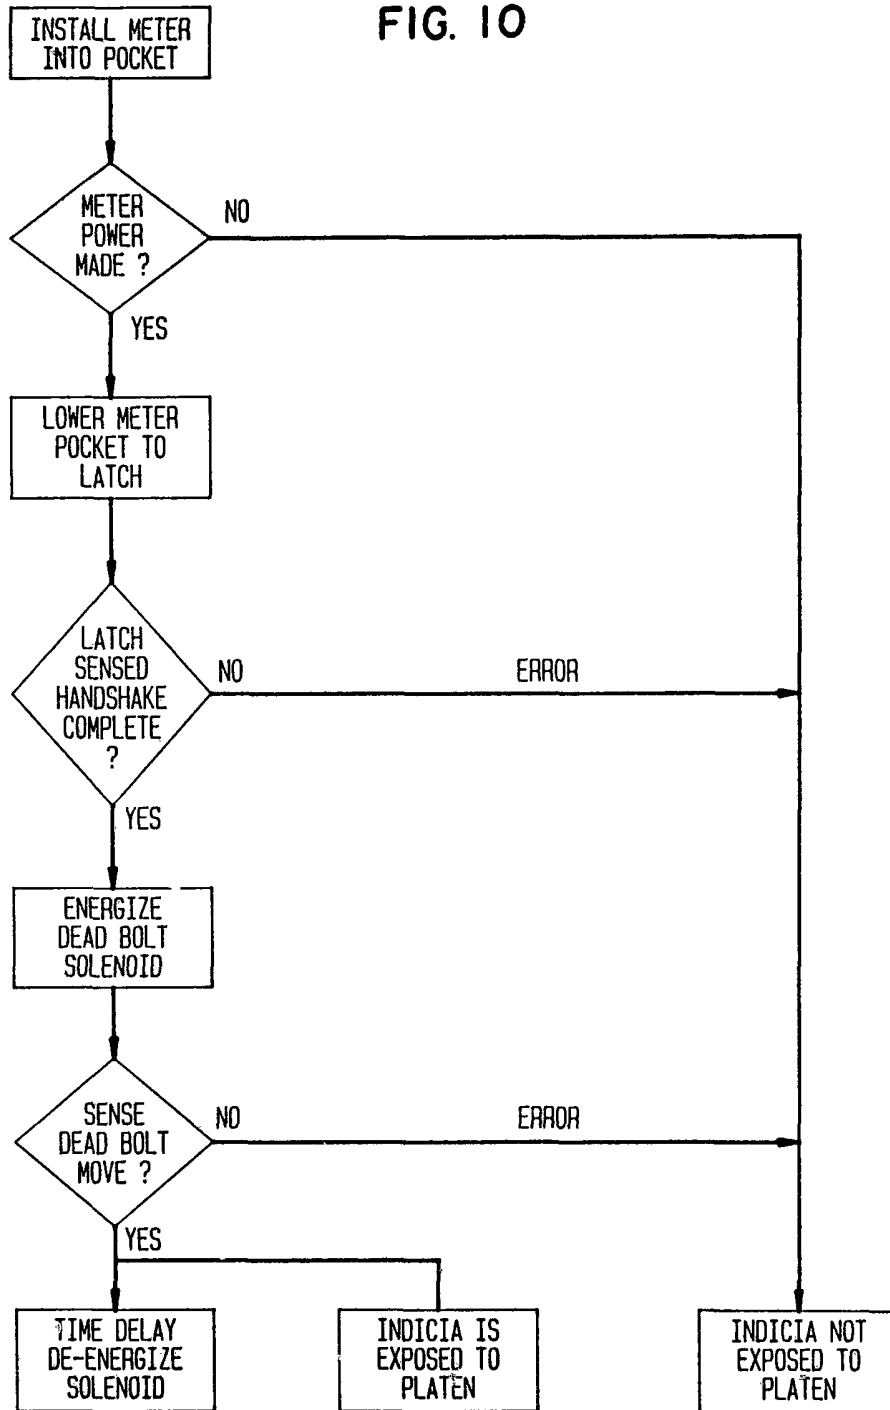 FIG. 10
INSTALL METER
INTO POCKET
METER
POWER
MADE ?
NO
YES
LOWER METER
POCKET TO
LATCH
LATCH
SENSED
HANDSHAKE
COMPLETE
?
NO
ERROR
YES
ENERGIZE
DEAD BOLT
SOLENOID
SENSE
DEAD BOLT
MOVE ?
NO
ERROR
YES
TIME DELAY
DE-ENERGIZE
SOLENOID
INDICIA IS
EXPOSED TO
PLATEN
INDICIA NOT
EXPOSED TO
PLATEN